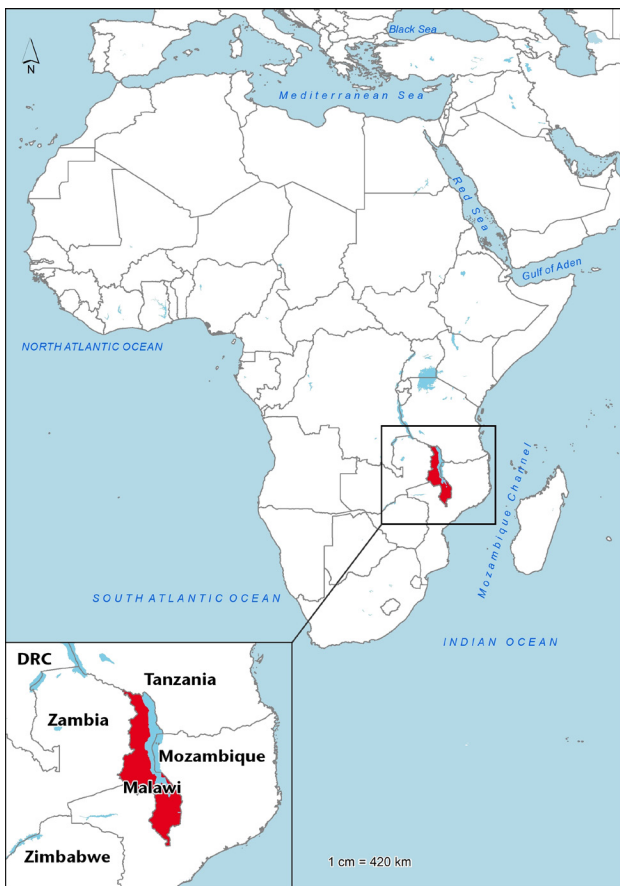 Black Sea
N
Mediterranean Sea
Red Sea
Gulf of Aden
NORTH ATLANTIC OCEAN
Mozambique Channel
SOUTH ATLANTIC OCEAN
INDIAN OCEAN
DRC
Tanzania
Zambia
Mozambique
Malawi
Zimbabwe
1 cm = 420 km